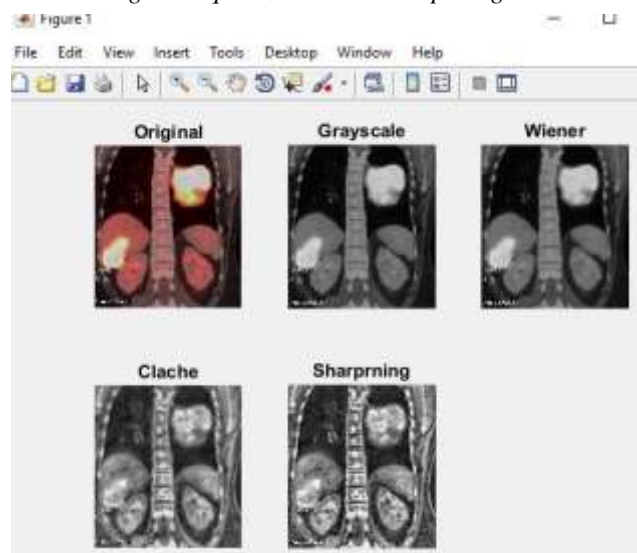 Figure 1
File Edit View Insert Tools Desktop Window Help
Original Grayscale Wiener
Clache Sharprning